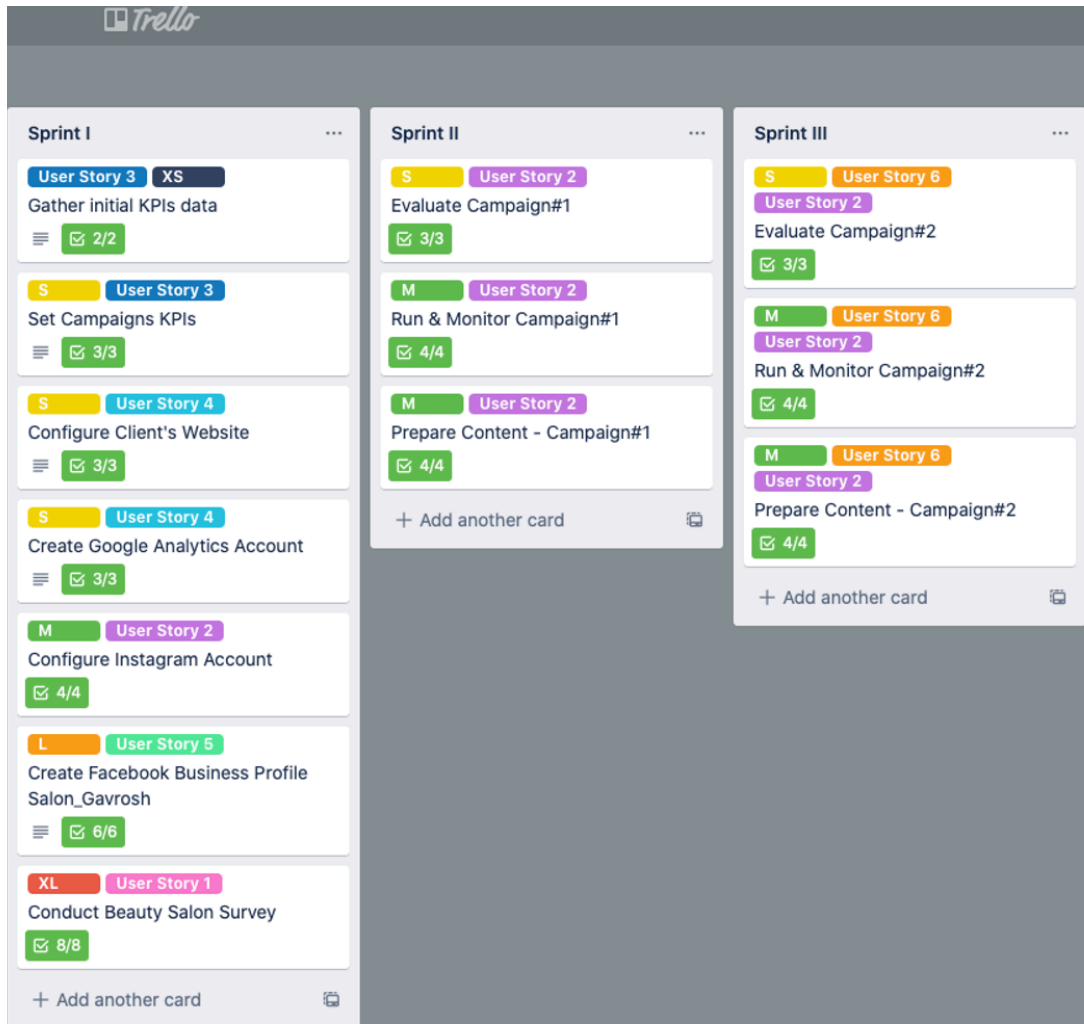 Trello
Sprint I
User Story 3 XS
Gather initial KPIs data
2/2
S User Story 3
Set Campaigns KPIs
3/3
S User Story 4
Configure Client's Website
3/3
S User Story 4
Create Google Analytics Account
3/3
M User Story 2
Configure Instagram Account
4/4
L User Story 5
Create Facebook Business Profile
Salon_Gavrosh
6/6
XL User Story 1
Conduct Beauty Salon Survey
8/8
+ Add another card
Sprint II
S User Story 2
Evaluate Campaign#1
3/3
M User Story 2
Run & Monitor Campaign#1
4/4
M User Story 2
Prepare Content - Campaign#1
4/4
+ Add another card
Sprint III
S User Story 6
User Story 2
Evaluate Campaign#2
3/3
M User Story 6
User Story 2
Run & Monitor Campaign#2
4/4
M User Story 6
User Story 2
Prepare Content - Campaign#2
4/4
+ Add another card